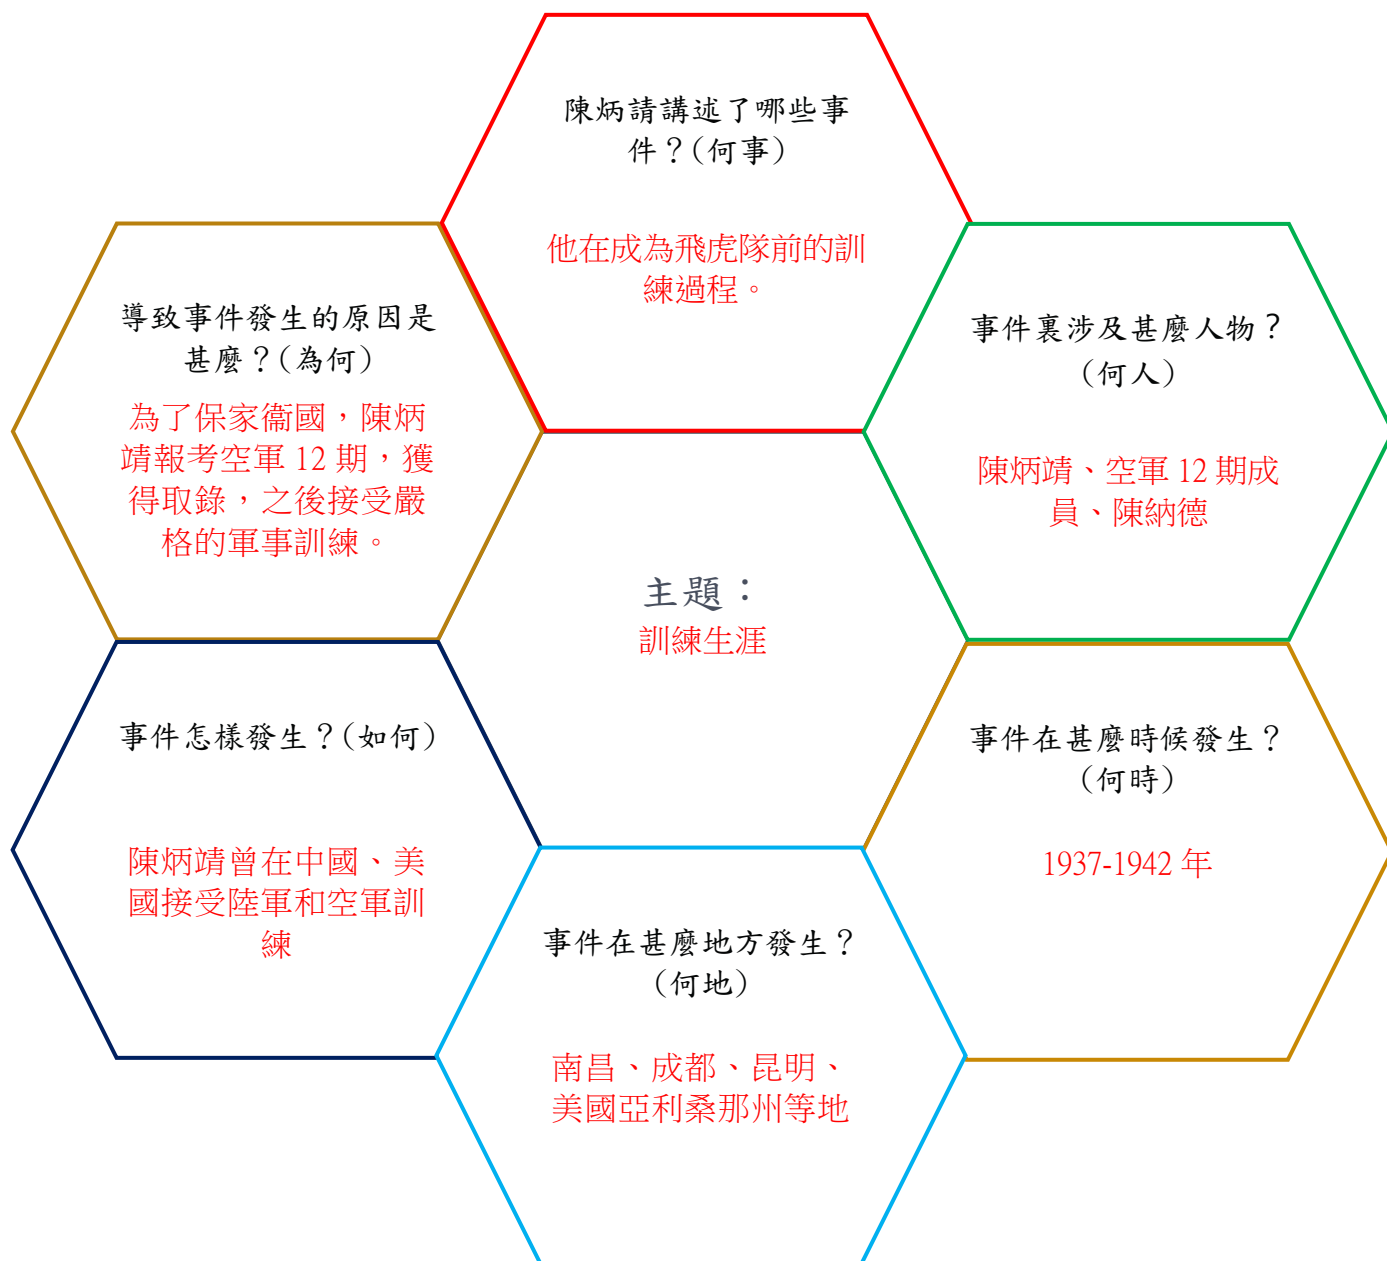 陳炳請講述了哪些事
件？(何事)
他在成為飛虎隊前的訓
練過程。
導致事件發生的原因是
甚麼？(為何)
為了保家衞國，陳炳
靖報考空軍 12 期，獲
得取錄，之後接受嚴
格的軍事訓練。
事件裏涉及甚麼人物？
(何人)
陳炳靖、空軍 12 期成
員、陳納德
主題：
訓練生涯
事件怎樣發生？(如何)
陳炳靖曾在中國、美
國接受陸軍和空軍訓
練
事件在甚麼時候發生？
(何時)
1937-1942 年
事件在甚麼地方發生？
(何地)
南昌、成都、昆明、
美國亞利桑那州等地